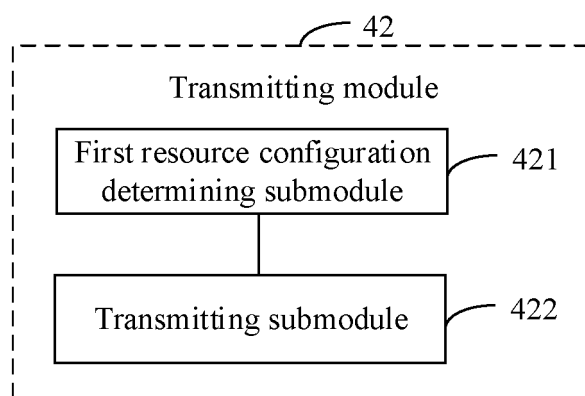 42
Transmitting module
First resource configuration
determining submodule
421
Transmitting submodule
422